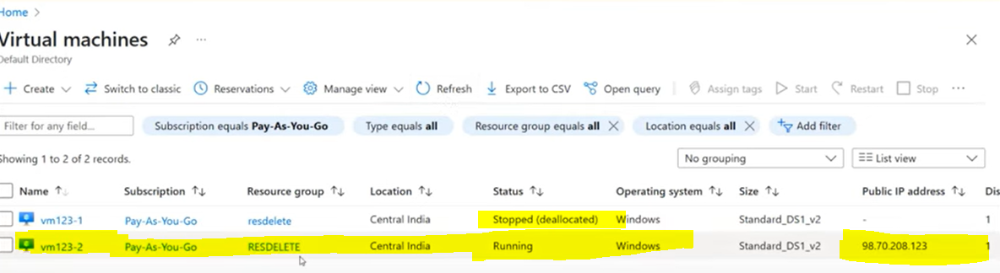 Home
Virtual machines
Default Directory
Create Switch to classic Reservations Manage view Refresh Export to CSV Open query Assign tags Start Restart Stop
Filter for any field... Subscription equals Pay-As-You-Go Type equals all Resource group equals all Location equals all Add filter
Showing 1 to 2 of 2 records.
No grouping List view
Name Subscription Resource group Location Status Operating system Size Public IP address Dis
vm123-1 Pay-As-You-Go resdelete Central India Stopped (deallocated) Windows Standard_DS1_v2 - 1
vm123-2 Pay-As-You-Go RESDELETE Central India Running Windows Standard_DS1_v2 98.70.208.123 1